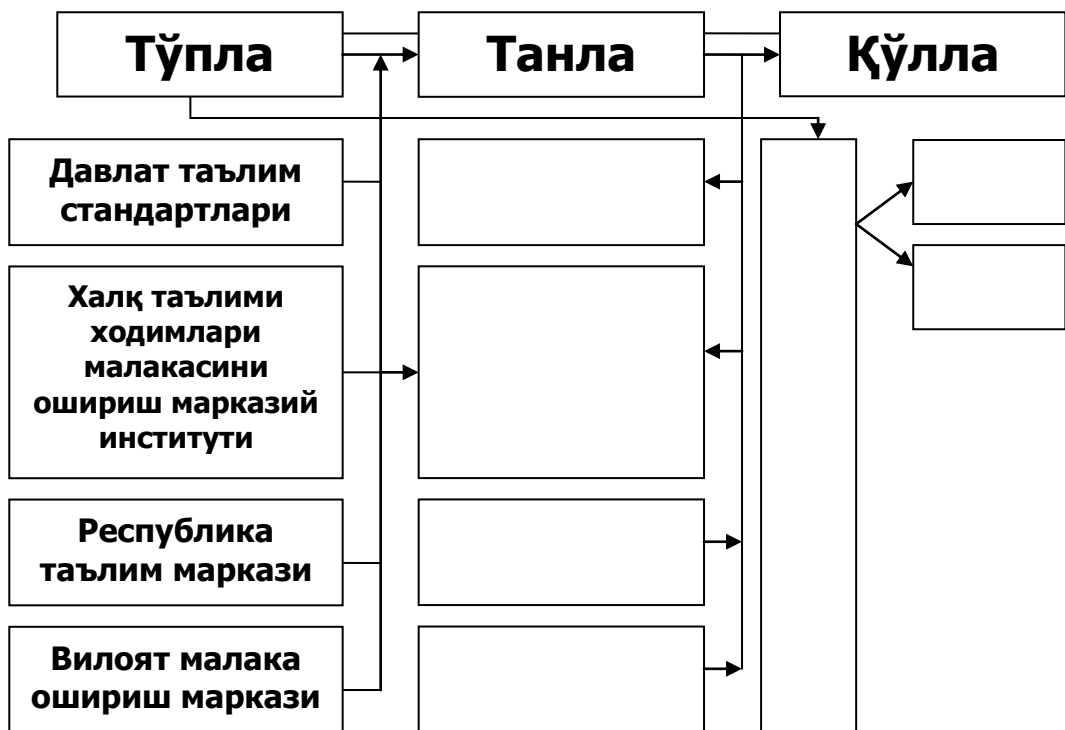 Тўпла
Танла
Қўлла
Давлат таълим
стандартлари
Халқ таълими
ходимлари
малакасини
ошириш марказий
институти
Республика
таълим маркази
Вилоят малака
ошириш маркази